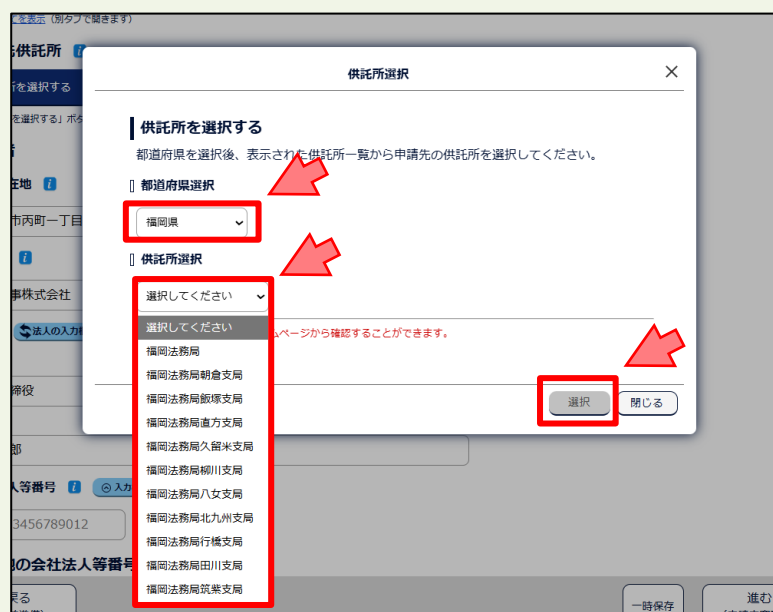 を表示（別タブで開きます）
供託所
を選択する
を選択する」ボタ
供託所選択
供託所を選択する
都道府県を選択後、表示された供託所一覧から申請先の供託所を選択してください。
都道府県選択
福岡県
在地
市丙町一丁目
供託所選択
選択してください
事株式会社
法人の入力
選択してください
ムページから確認することができます。
福岡法務局
福岡法務局朝倉支局
締役
福岡法務局飯塚支局
選択
閉じる
福岡法務局直方支局
郎
福岡法務局久留米支局
福岡法務局柳川支局
人等番号
入力
福岡法務局八女支局
3456789012
福岡法務局北九州支局
福岡法務局行橋支局
の会社法人等番号
福岡法務局田川支局
福岡法務局筑紫支局
戻る
一時保存
進む